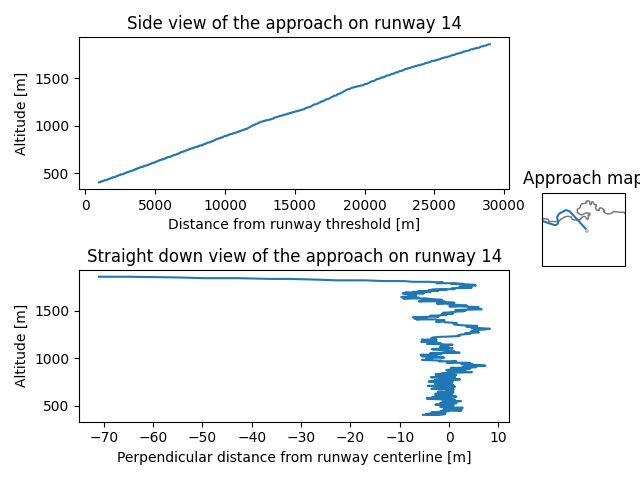 Side view of the approach on runway 14
Altitude [m]
1500
1000
500
0 5000 10000 15000 20000 25000 30000
Distance from runway threshold [m]
Approach map
Straight down view of the approach on runway 14
Altitude [m]
1500
1000
500
−70 −60 −50 −40 −30 −20 −10 0 10
Perpendicular distance from runway centerline [m]